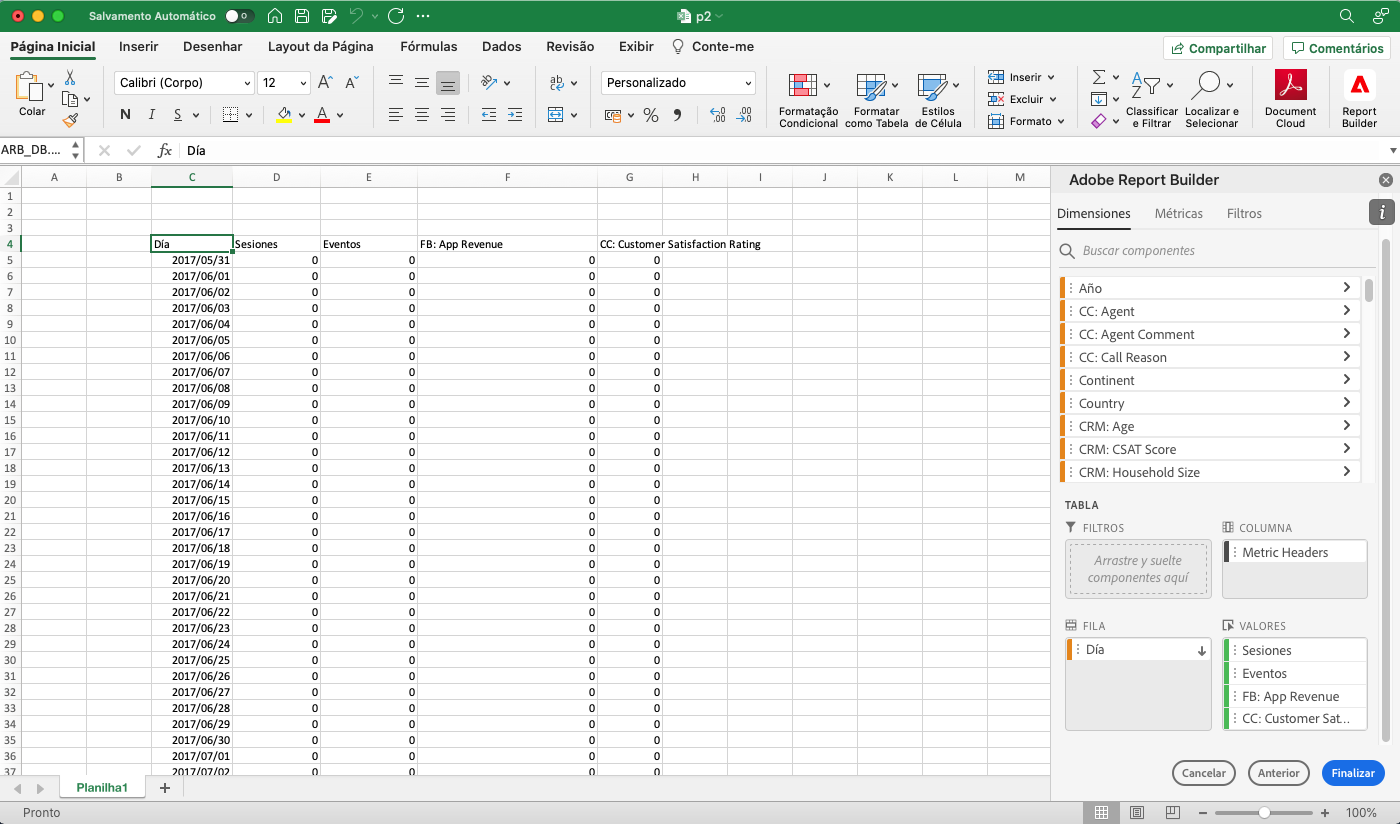 Salvamento Automático
p2
Página Inicial Inserir Desenhar Layout da Página Fórmulas Dados Revisão Exibir Conte-me Compartilhar Comentários
Colar
Calibri (Corpo) 12
N I S
Personalizado
Formatação Condicional
Formatar como Tabela
Estilos de Célula
Inserir
Excluir
Formato
Classificar e Filtrar
Localizar e Selecionar
Document Cloud
Report Builder
ARB_DB.... fx Día
A B C D E F G H I J K L M
1
2
3
4 Día Sesiones Eventos FB: App Revenue CC: Customer Satisfaction Rating
5 2017/05/31 0 0 0 0
6 2017/06/01 0 0 0 0
7 2017/06/02 0 0 0 0
8 2017/06/03 0 0 0 0
9 2017/06/04 0 0 0 0
10 2017/06/05 0 0 0 0
11 2017/06/06 0 0 0 0
12 2017/06/07 0 0 0 0
13 2017/06/08 0 0 0 0
14 2017/06/09 0 0 0 0
15 2017/06/10 0 0 0 0
16 2017/06/11 0 0 0 0
17 2017/06/12 0 0 0 0
18 2017/06/13 0 0 0 0
19 2017/06/14 0 0 0 0
20 2017/06/15 0 0 0 0
21 2017/06/16 0 0 0 0
22 2017/06/17 0 0 0 0
23 2017/06/18 0 0 0 0
24 2017/06/19 0 0 0 0
25 2017/06/20 0 0 0 0
26 2017/06/21 0 0 0 0
27 2017/06/22 0 0 0 0
28 2017/06/23 0 0 0 0
29 2017/06/24 0 0 0 0
30 2017/06/25 0 0 0 0
31 2017/06/26 0 0 0 0
32 2017/06/27 0 0 0 0
33 2017/06/28 0 0 0 0
34 2017/06/29 0 0 0 0
35 2017/06/30 0 0 0 0
36 2017/07/01 0 0 0 0
37 2017/07/02 0 0 0 0
Adobe Report Builder
Dimensiones Métricas Filtros
Buscar componentes
Año
CC: Agent
CC: Agent Comment
CC: Call Reason
Continent
Country
CRM: Age
CRM: CSAT Score
CRM: Household Size
TABLA
FILTROS
Arrastre y suelte
componentes aquí
COLUMNA
Metric Headers
FILA
Día
VALORES
Sesiones
Eventos
FB: App Revenue
CC: Customer Sat...
Cancelar Anterior Finalizar
Planilha1
Pronto
100%